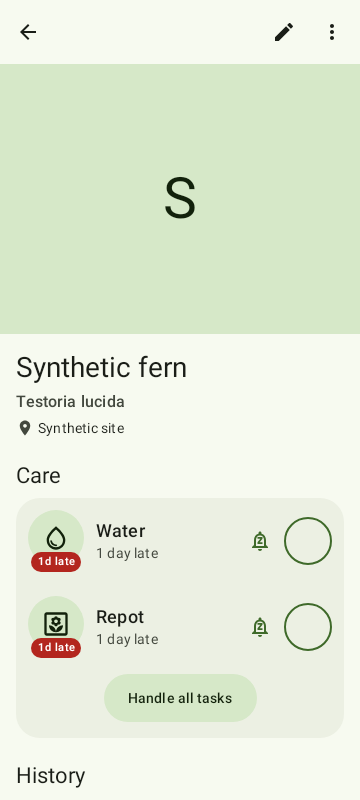 S
Synthetic fern
Testoria lucida
Synthetic site
Care
Water
1 day late
1d late
Repot
1 day late
1d late
Handle all tasks
History